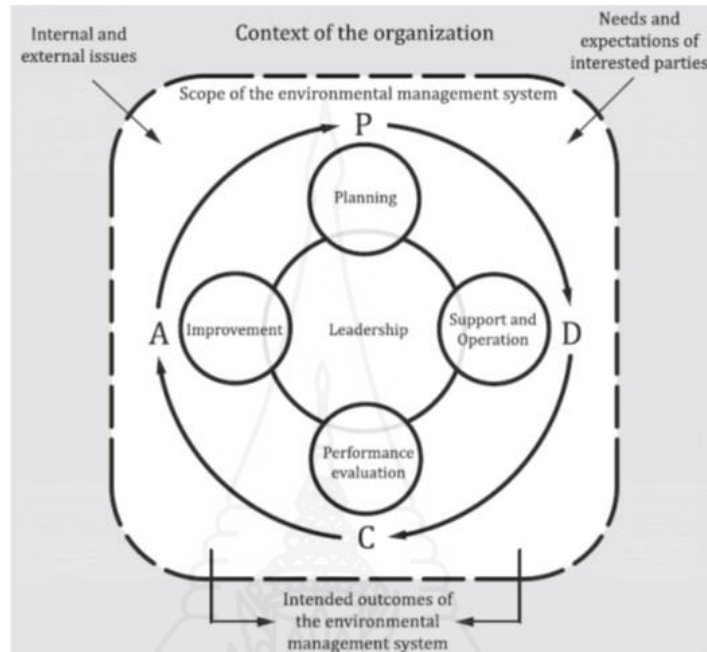 Internal and
external issues
Context of the organization
Needs and
expectations of
interested parties
Scope of the environmental management system
P
Planning
A
Improvement
Leadership
Support and
Operation
D
Performance
evaluation
C
Intended outcomes of
the environmental
management system